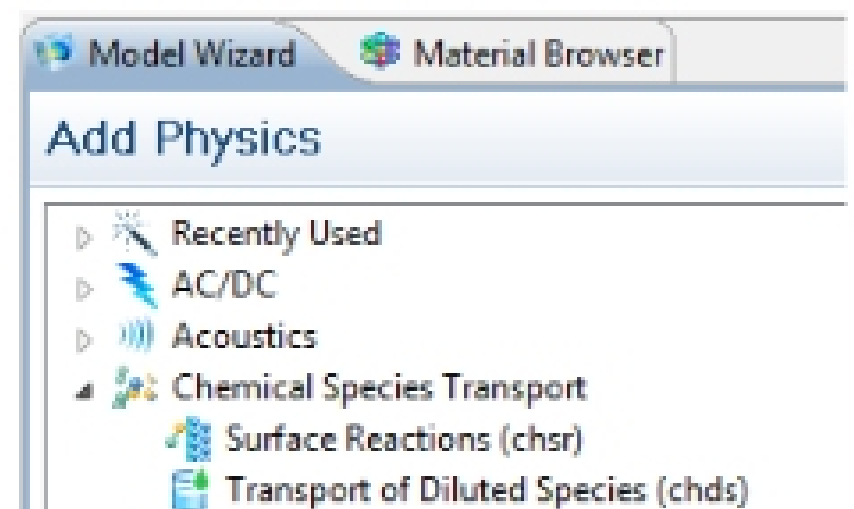 Model Wizard Material Browser
Add Physics
Recently Used
AC/DC
Acoustics
Chemical Species Transport
Surface Reactions (chsr)
Transport of Diluted Species (chds)